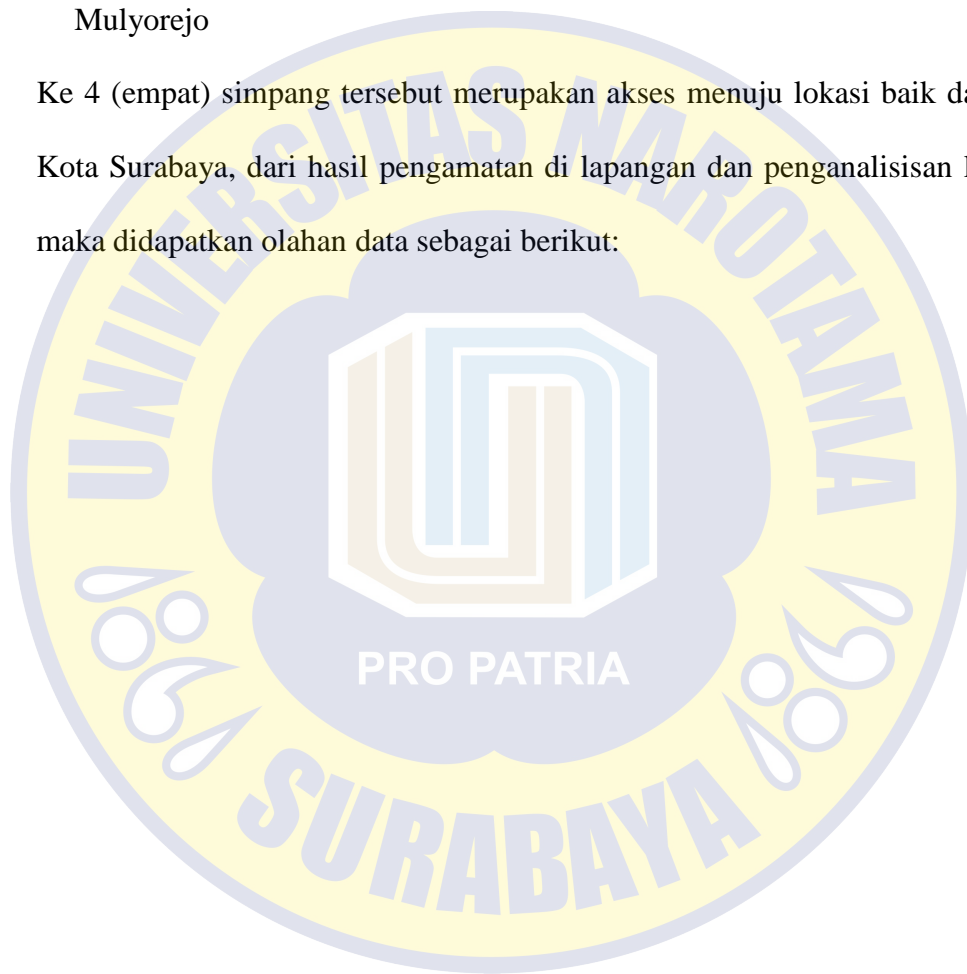 Mulyorejo
Ke 4 (empat) simpang tersebut merupakan akses menuju lokasi baik
Kota Surabaya, dari hasil pengamatan di lapangan dan penganalisisan
maka didapatkan olahan data sebagai berikut:
UNIVERSITAS NAROTAMA
PRO PATRIA
SURABAYA